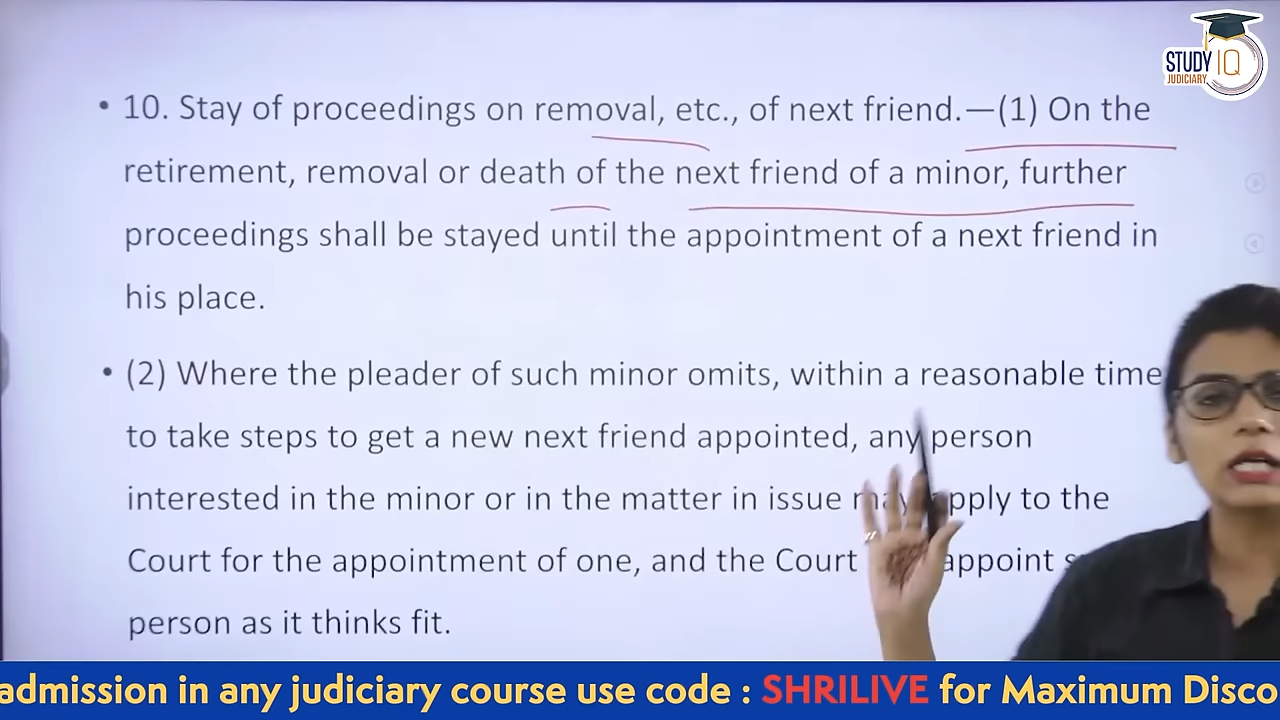 STUDY IQ
JUDICIARY
• 10. Stay of proceedings on removal, etc., of next friend.—(1) On the
retirement, removal or death of the next friend of a minor, further
proceedings shall be stayed until the appointment of a next friend in
his place.
• (2) Where the pleader of such minor omits, within a reasonable time
to take steps to get a new next friend appointed, any person
interested in the minor or in the matter in issue may apply to the
Court for the appointment of one, and the Court appoint
person as it thinks fit.
admission in any judiciary course use code : SHRILIVE for Maximum Disco